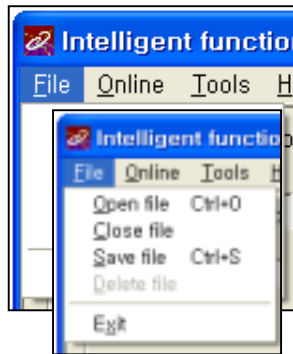 Intelligent functio
File Online Tools H
Intelligent functio
File Online Tools H
Open file Ctrl+O
Close file
Save file Ctrl+S
Delete file
Exit